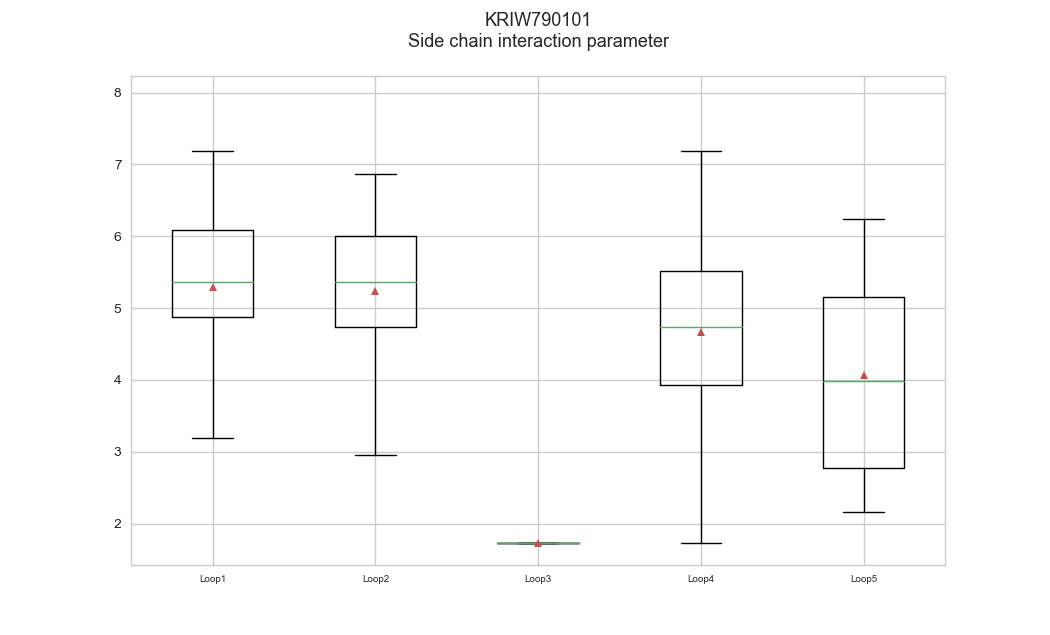 KRIW790101
Side chain interaction parameter
8
7
6
5
4
3
2
Loop1
Loop2
Loop3
Loop4
Loop5